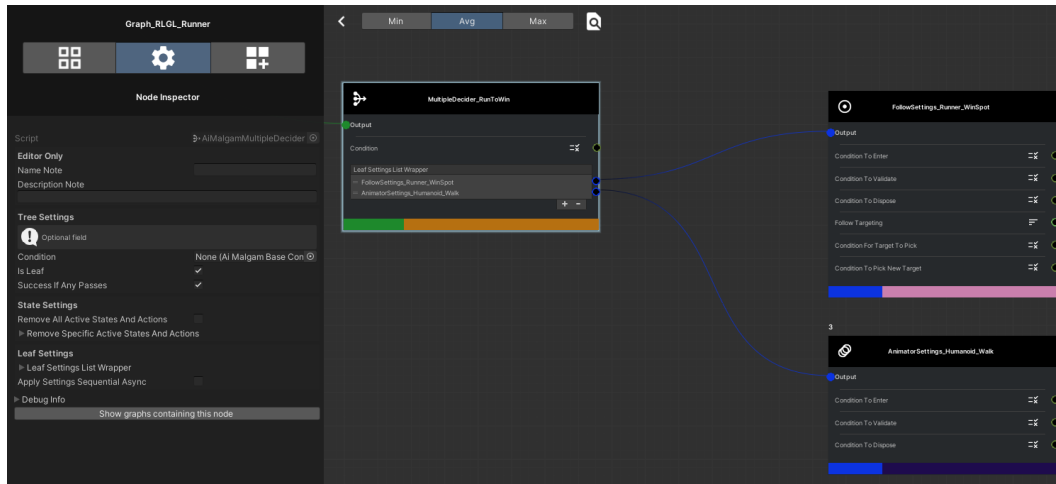 Graph_RLGL_Runner
Node Inspector
Script
AiMalgamMultipleDecider
Editor Only
Name Note
Description Note
Tree Settings
Optional field
Condition
None (Ai Malgam Base Con
Is Leaf
Success If Any Passes
State Settings
Remove All Active States And Actions
Remove Specific Active States And Actions
Leaf Settings
Leaf Settings List Wrapper
Apply Settings Sequential Async
Debug Info
Show graphs containing this node
Min
Avg
Max
MultipleDecider_RunToWin
Output
Condition
Leaf Settings List Wrapper
FollowSettings_Runner_WinSpot
AnimatorSettings_Humanoid_Walk
+ −
FollowSettings_Runner_WinSpot
Output
Condition To Enter
Condition To Validate
Condition To Dispose
Follow Targeting
Condition For Target To Pick
Condition To Pick New Target
3
AnimatorSettings_Humanoid_Walk
Output
Condition To Enter
Condition To Validate
Condition To Dispose